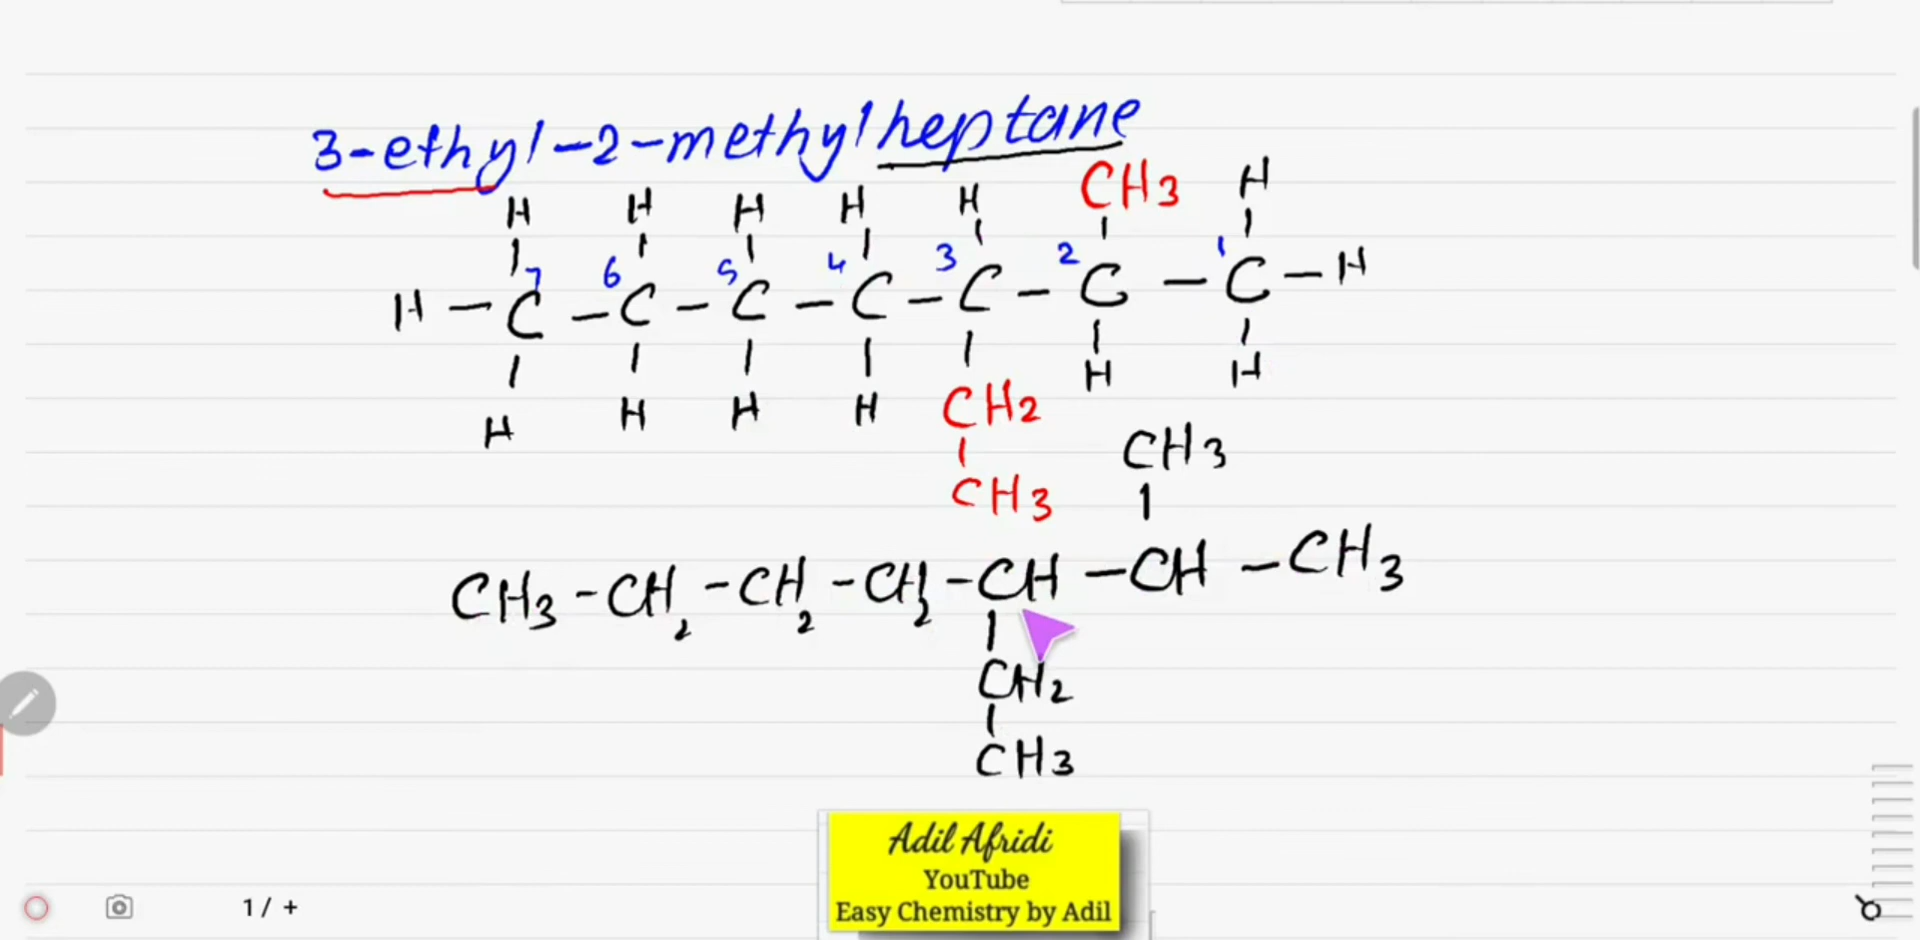 3-ethyl-2-methylheptane
H H H H H CH3 H
7 6 5 4 3 2 1
H-C-C-C-C-C-C-C-H
H H H H CH2 H H
CH3
CH3
CH3-CH2-CH2-CH2-CH-CH-CH3
CH2
CH3
Adil Afridi
YouTube
Easy Chemistry by Adil
1 / +